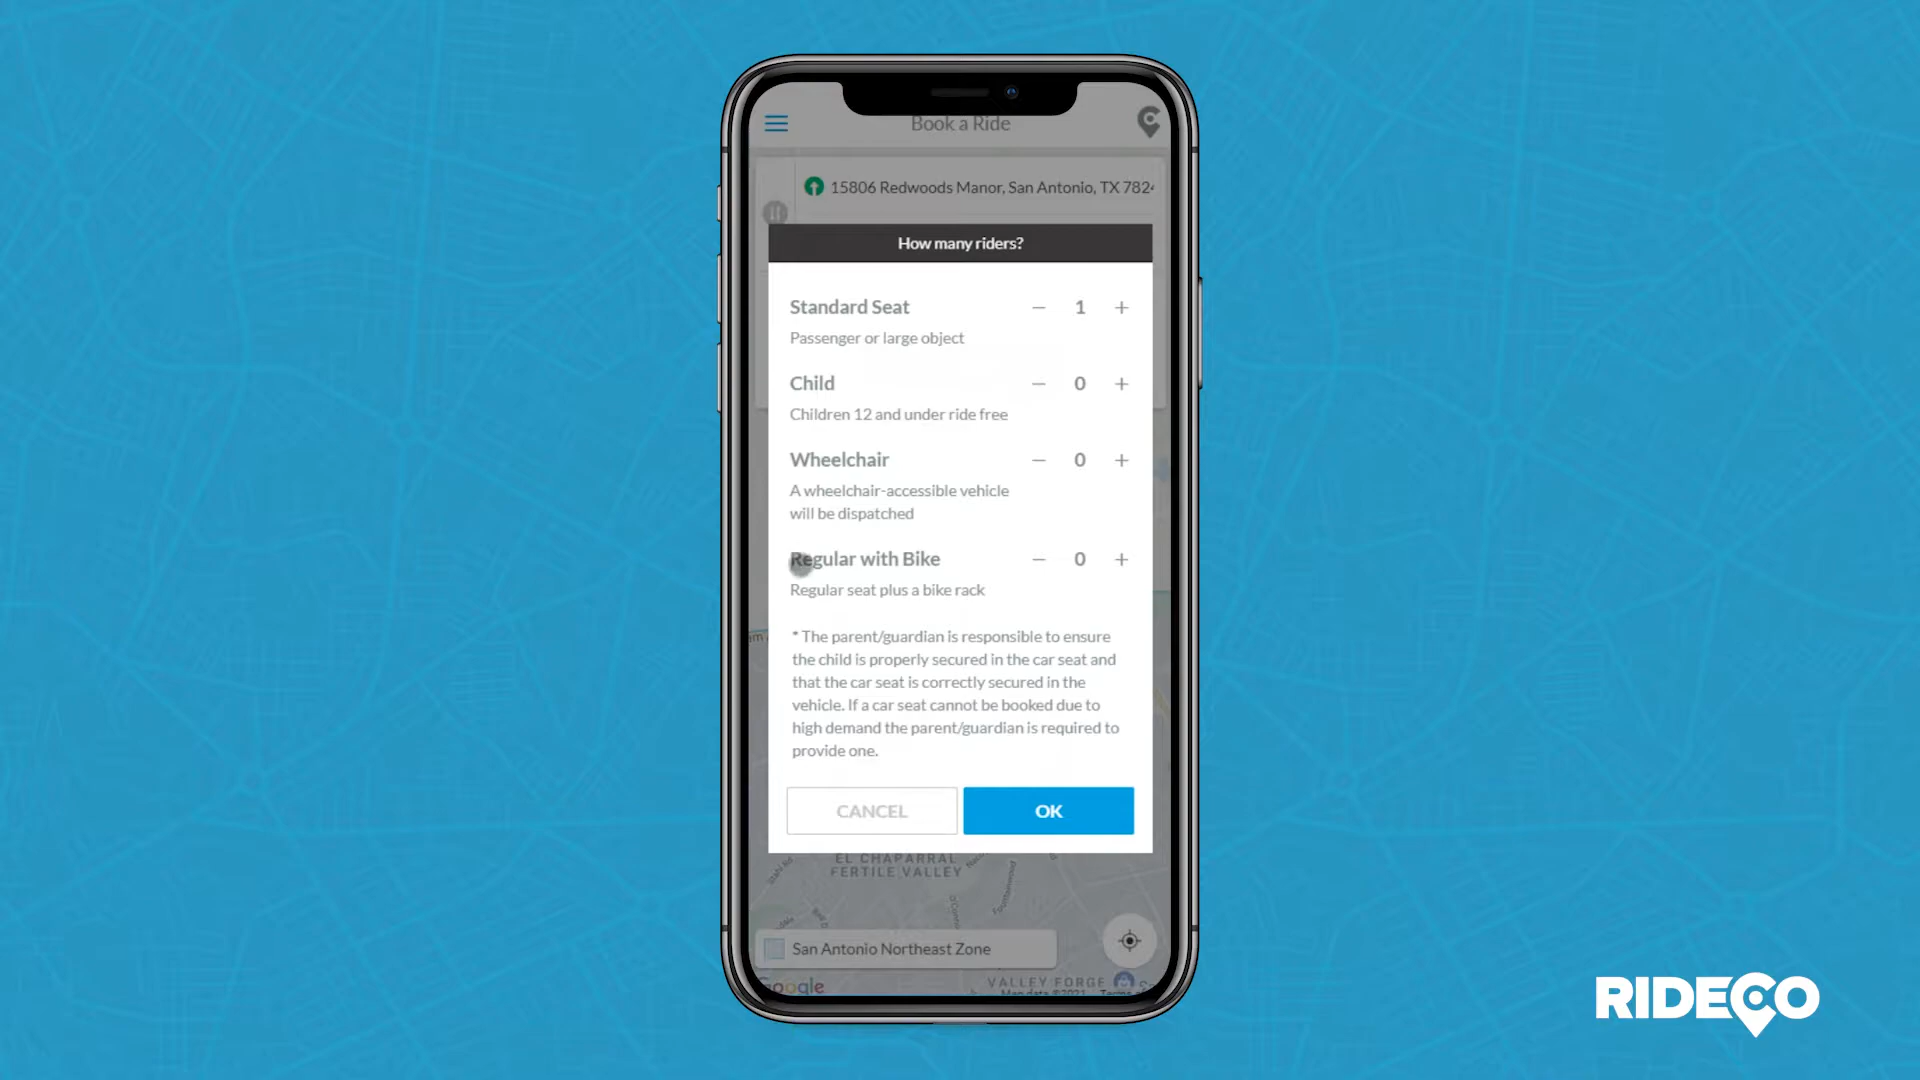 Book a Ride
15806 Redwoods Manor, San Antonio, TX 7824
How many riders?
Standard Seat − 1 +
Passenger or large object
Child − 0 +
Children 12 and under ride free
Wheelchair − 0 +
A wheelchair-accessible vehicle
will be dispatched
Regular with Bike − 0 +
Regular seat plus a bike rack
* The parent/guardian is responsible to ensure
the child is properly secured in the car seat and
that the car seat is correctly secured in the
vehicle. If a car seat cannot be booked due to
high demand the parent/guardian is required to
provide one.
CANCEL OK
EL CHAPARRAL
FERTILE VALLEY
San Antonio Northeast Zone
VALLEY FORGE
Google
Map data ©2021
RIDECO